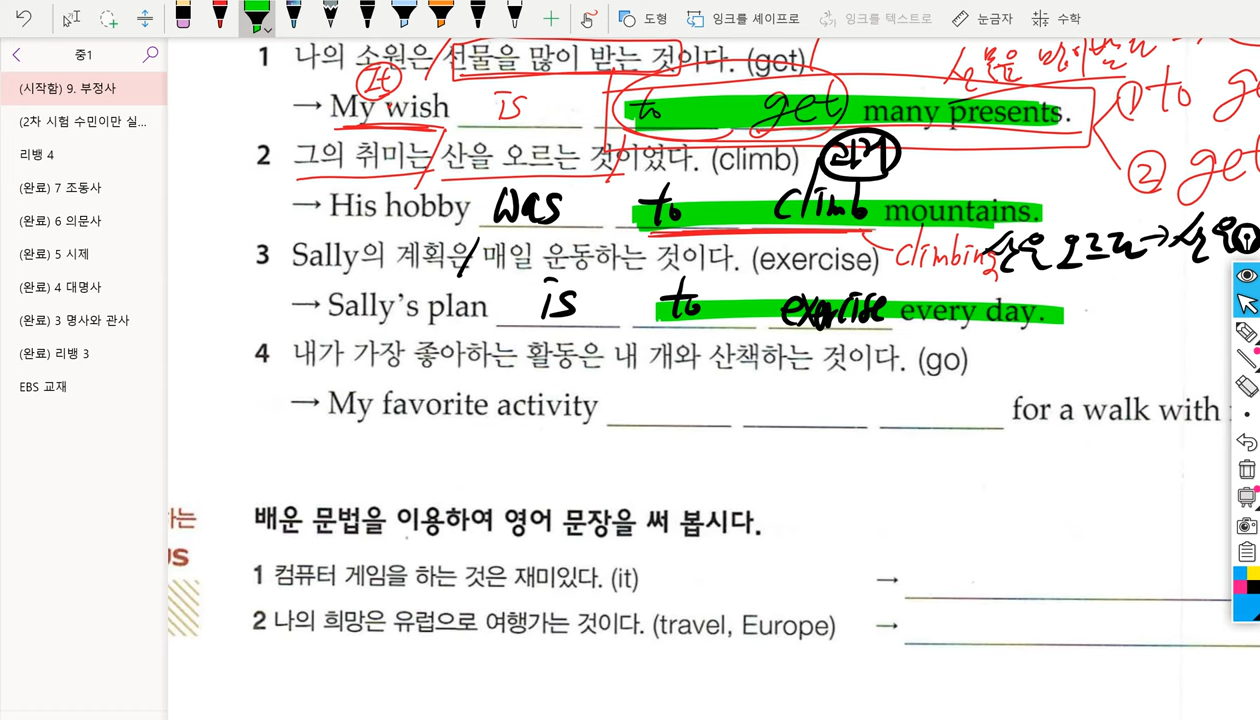 도형
잉크를 셰이프로
잉크를 텍스트로
눈금자
수학
중1
(시작함) 9. 부정사
(2차 시험 수민이만 실...
리뱅 4
(완료) 7 조동사
(완료) 6 의문사
(완료) 5 시제
(완료) 4 대명사
(완료) 3 명사와 관사
(완료) 리뱅 3
EBS 교재
1 나의 소원은 / 선물을 많이 받는 것이다. (get)
It
→ My wish is to get many presents.
① to
② get
2 그의 취미는 / 산을 오르는 것이었다. (climb) 과거
→ His hobby was to climb mountains.
climbing
산을 오르다 →
3 Sally의 계획은 / 매일 운동하는 것이다. (exercise)
→ Sally's plan is to exercise every day.
4 내가 가장 좋아하는 활동은 내 개와 산책하는 것이다. (go)
→ My favorite activity for a walk with
하는
US
배운 문법을 이용하여 영어 문장을 써 봅시다.
1 컴퓨터 게임을 하는 것은 재미있다. (it) →
2 나의 희망은 유럽으로 여행가는 것이다. (travel, Europe) →